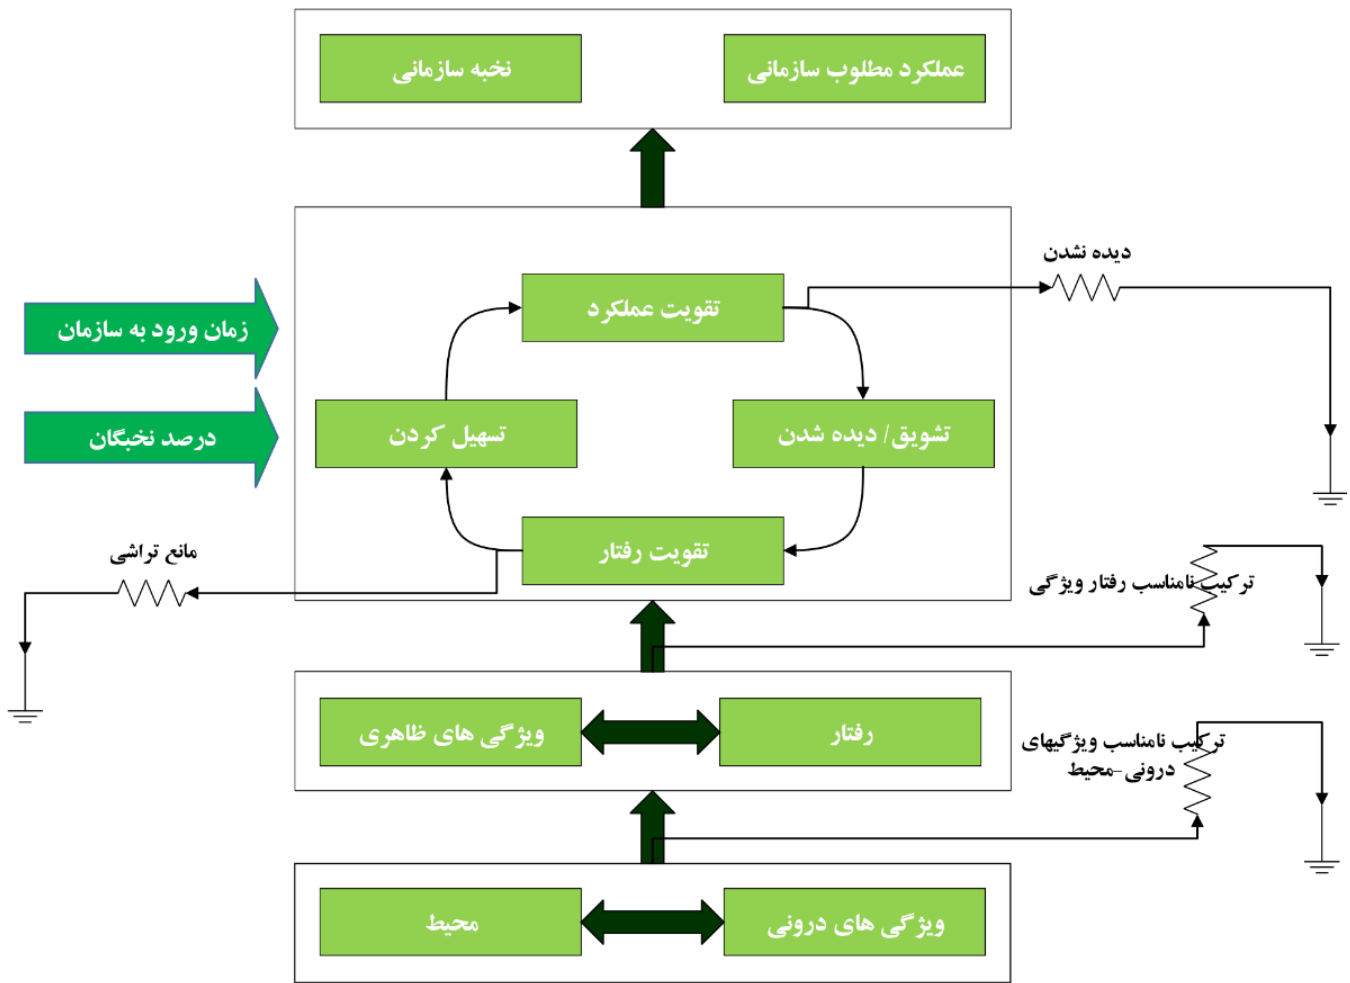 عملکرد مطلوب سازمانی
نخبه سازمانی
دیده نشدن
تقویت عملکرد
زمان ورود به سازمان
تشویق/ دیده شدن
تسهیل کردن
درصد نخبگان
تقویت رفتار
مانع تراشی
ترکیب نامناسب رفتار ویژگی
رفتار
ویژگی های ظاهری
ترکیب نامناسب ویژگیهای
درونی-محیط
ویژگی های درونی
محیط